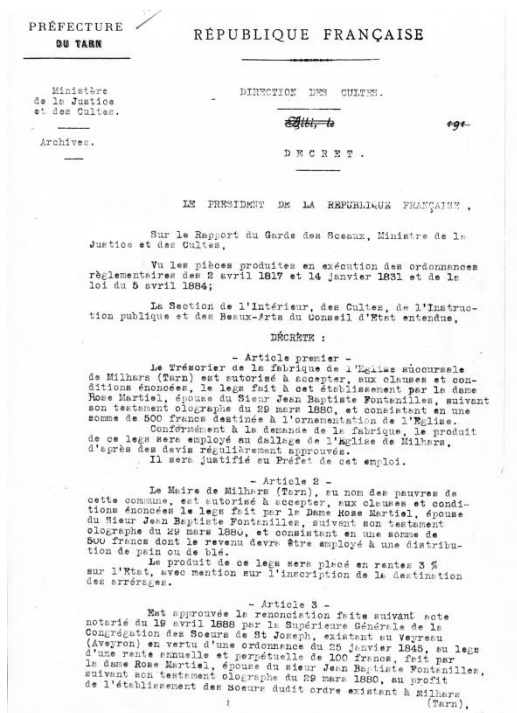 PRÉFECTURE
DU TARN
RÉPUBLIQUE FRANÇAISE
Ministère
de la Justice
et des Cultes.
Archives.
DIRECTION DES CULTES.
Albi, le 191
DECRET.
LE PRESIDENT DE LA REPUBLIQUE FRANÇAISE,
Sur le Rapport du Garde des Sceaux, Ministre de la
Justice et des Cultes,
Vu les pièces produites en exécution des ordonnances
règlementaires des 2 avril 1817 et 14 janvier 1831 et de la
loi du 5 avril 1884;
La Section de l'Intérieur, des Cultes, de l'Instruc-
tion publique et des Beaux-Arts du Conseil d'Etat entendue,
DÉCRÈTE :
- Article premier -
Le Trésorier de la fabrique de l'Eglise succursale
de Milhars (Tarn) est autorisé à accepter, aux clauses et con-
ditions énoncées, le legs fait à cet établissement par la dame
Rose Martiel, épouse du Sieur Jean Baptiste Fontanilles, suivant
son testament olographe du 29 mars 1880, et consistant en une
somme de 500 francs destinée à l'ornementation de l'Eglise.
Conformément à la demande de la fabrique, le produit
de ce legs sera employé au dallage de l'Eglise de Milhars,
d'après des devis régulièrement approuvés.
Il sera justifié au Préfet de cet emploi.
- Article 2 -
Le Maire de Milhars (Tarn), au nom des pauvres de
cette commune, est autorisé à accepter, aux clauses et condi-
tions énoncées le legs fait par la Dame Rose Martiel, épouse
du Sieur Jean Baptiste Fontanilles, suivant son testament
olographe du 29 mars 1880, et consistant en une somme de
500 francs dont le revenu devra être employé à une distribu-
tion de pain ou de blé.
Le produit de ce legs sera placé en rentes 3 %
sur l'Etat, avec mention sur l'inscription de la destination
des arrérages.
- Article 3 -
Est approuvée la renonciation faite suivant acte
notarié du 19 avril 1888 par la Supérieure Générale de la
Congrégation des Soeurs de St Joseph, existant au Veyreau
(Aveyron) en vertu d'une ordonnance du 25 janvier 1845, au legs
d'une rente annuelle et perpétuelle de 100 francs, fait par
la dame Rose Martiel, épouse du sieur Jean Baptiste Fontanilles,
suivant son testament olographe du 29 mars 1880, au profit
de l'établissement des Soeurs dudit ordre existant à Milhars
(Tarn),